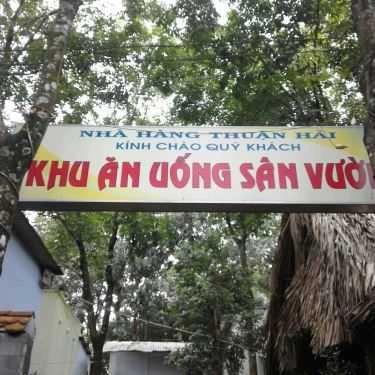 NHÀ HÀNG THUẬN HẢI
KÍNH CHÀO QUÝ KHÁCH
KHU ĂN UỐNG SÂN VƯỜ